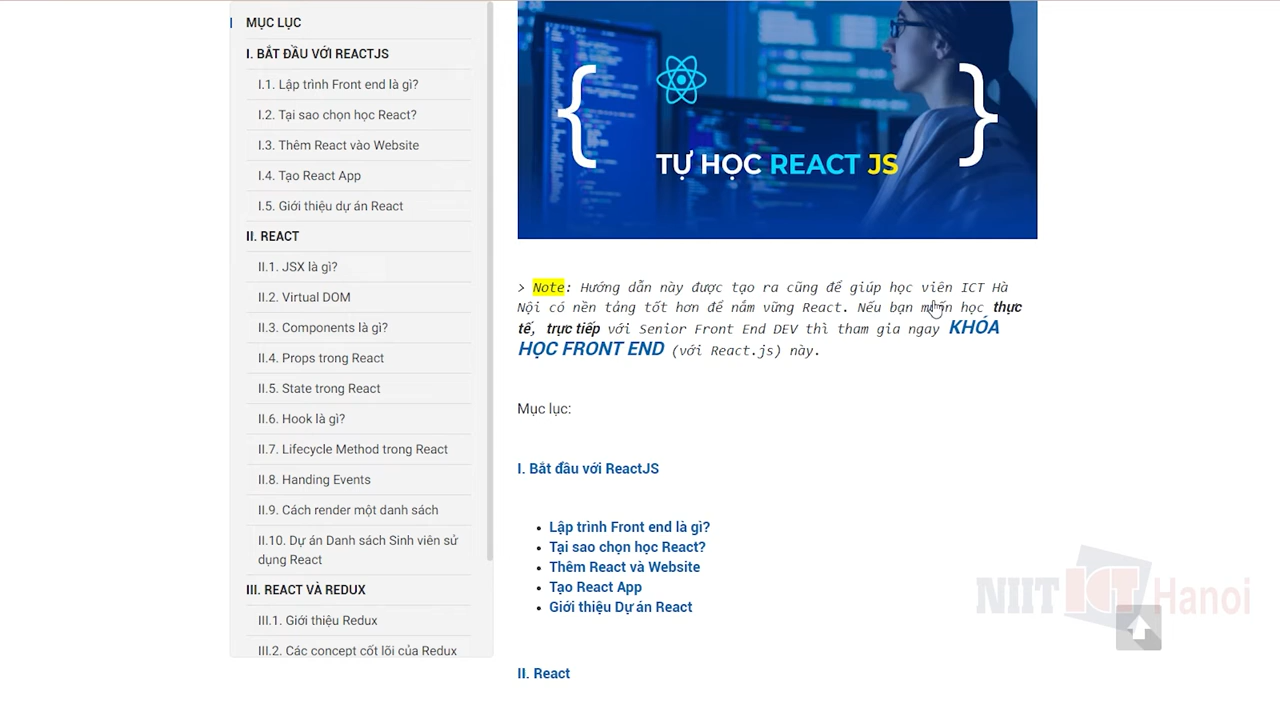 MỤC LỤC
I. BẮT ĐẦU VỚI REACTJS
I.1. Lập trình Front end là gì?
I.2. Tại sao chọn học React?
I.3. Thêm React vào Website
I.4. Tạo React App
I.5. Giới thiệu dự án React
II. REACT
II.1. JSX là gì?
II.2. Virtual DOM
II.3. Components là gì?
II.4. Props trong React
II.5. State trong React
II.6. Hook là gì?
II.7. Lifecycle Method trong React
II.8. Handing Events
II.9. Cách render một danh sách
II.10. Dự án Danh sách Sinh viên sử
dụng React
III. REACT VÀ REDUX
III.1. Giới thiệu Redux
III.2. Các concept cốt lõi của Redux
{ }
TỰ HỌC REACT JS
> Note: Hướng dẫn này được tạo ra cũng để giúp học viên ICT Hà
Nội có nền tảng tốt hơn để nắm vững React. Nếu bạn muốn học thực
tế, trực tiếp với Senior Front End DEV thì tham gia ngay KHÓA
HỌC FRONT END (với React.js) này.
Mục lục:
I. Bắt đầu với ReactJS
• Lập trình Front end là gì?
• Tại sao chọn học React?
• Thêm React và Website
• Tạo React App
• Giới thiệu Dự án React
II. React
NIIT ICT Hanoi